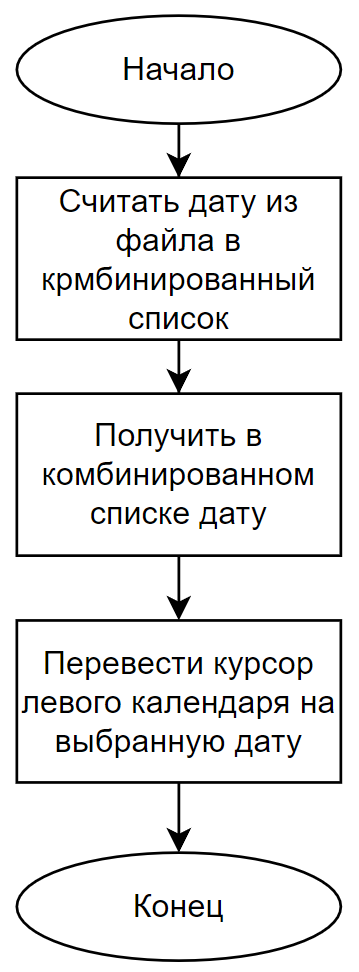 Начало
Считать дату из
файла в
крмбинированный
список
Получить в
комбинированном
списке дату
Перевести курсор
левого календаря на
выбранную дату
Конец